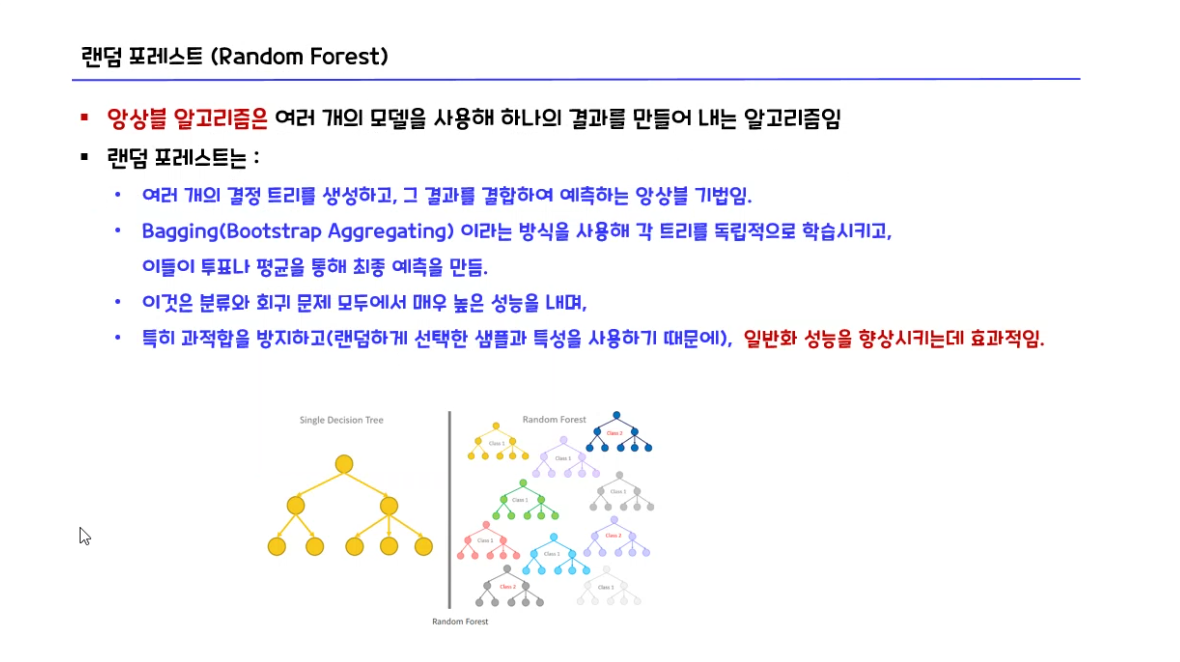 랜덤 포레스트 (Random Forest)
앙상블 알고리즘은 여러 개의 모델을 사용해 하나의 결과를 만들어 내는 알고리즘임
랜덤 포레스트는 :
여러 개의 결정 트리를 생성하고, 그 결과를 결합하여 예측하는 앙상블 기법임.
Bagging(Bootstrap Aggregating) 이라는 방식을 사용해 각 트리를 독립적으로 학습시키고,
이들이 투표나 평균을 통해 최종 예측을 만듬.
이것은 분류와 회귀 문제 모두에서 매우 높은 성능을 내며,
특히 과적합을 방지하고(랜덤하게 선택한 샘플과 특성을 사용하기 때문에), 일반화 성능을 향상시키는데 효과적임.
Single Decision Tree
Random Forest
Class 2
Class 1
Class 1
Class 1
Class 1
Class 2
Class 1
Class 1
Class 2
Class 1
Random Forest